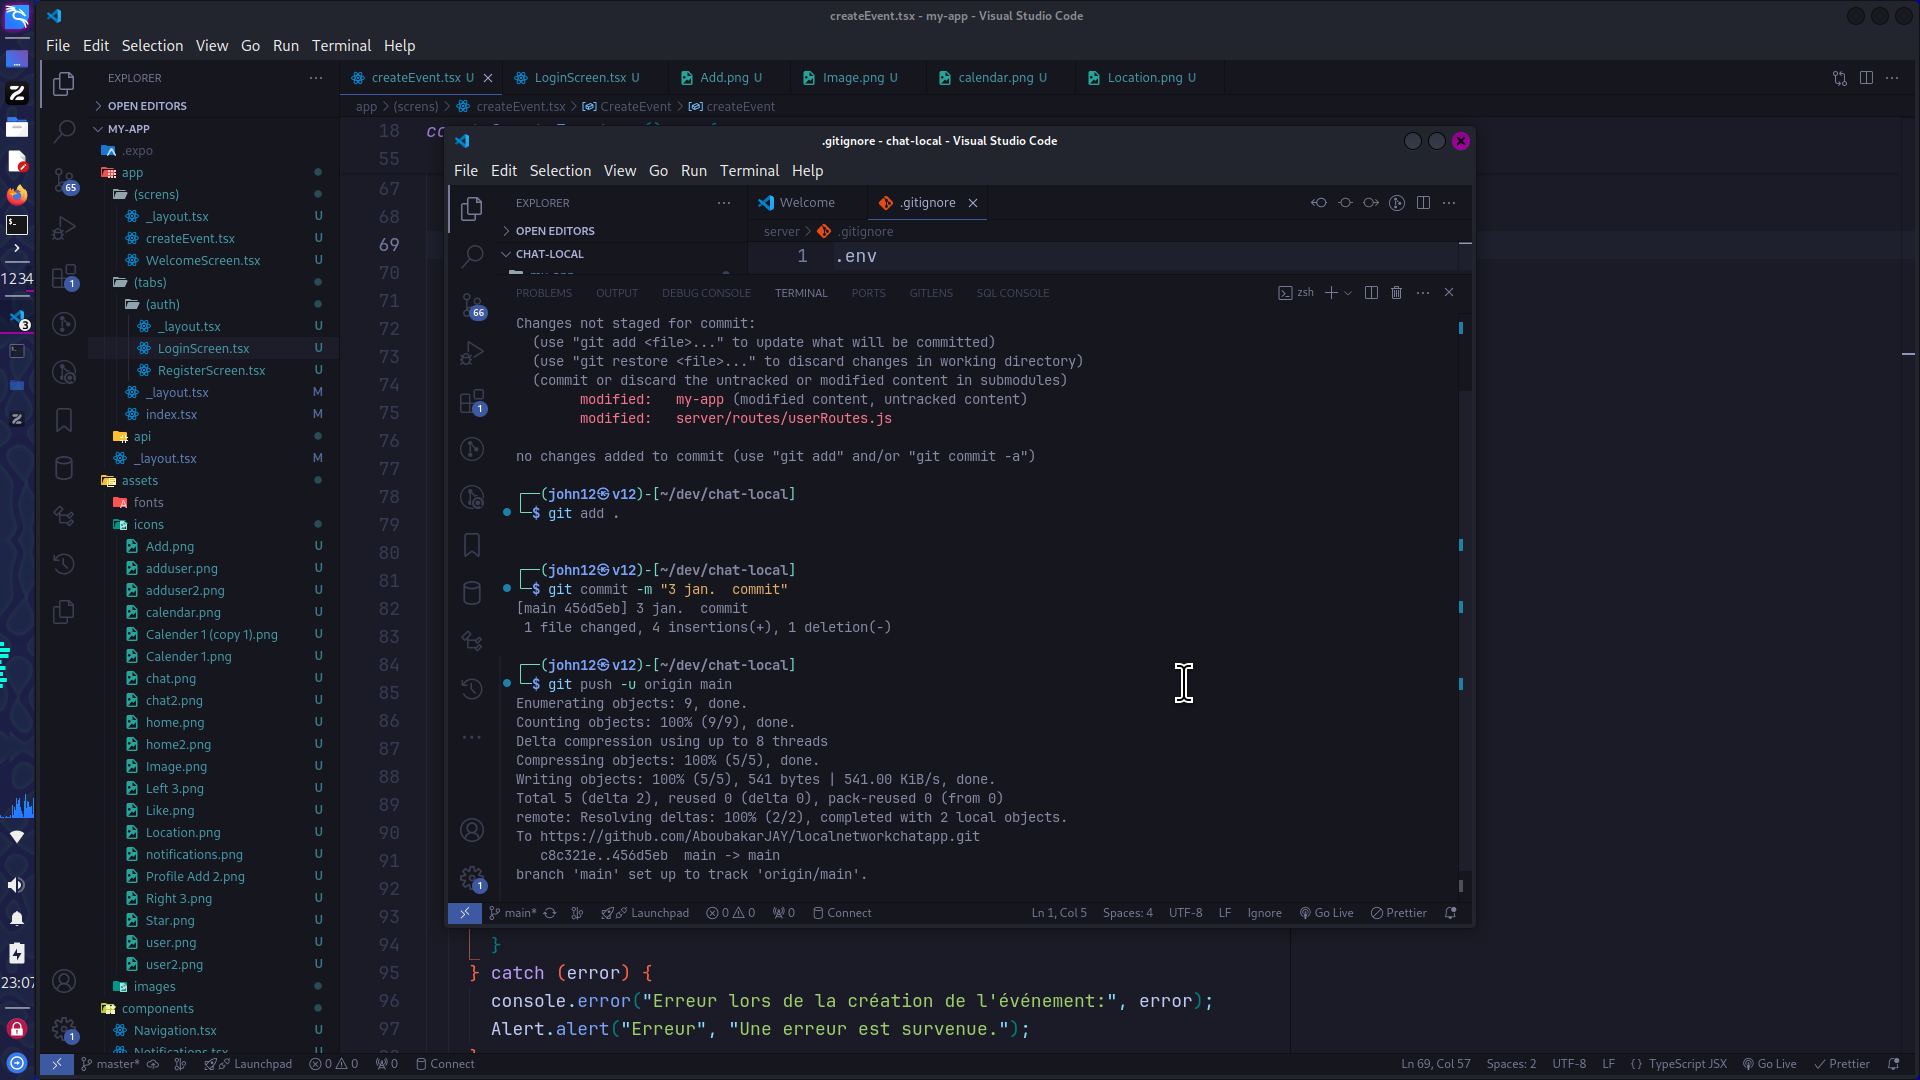 createEvent.tsx - my-app - Visual Studio Code
File Edit Selection View Go Run Terminal Help
EXPLORER
createEvent.tsx U
LoginScreen.tsx U
Add.png U
Image.png U
calendar.png U
Location.png U
OPEN EDITORS
app > (screns) > createEvent.tsx > CreateEvent > createEvent
MY-APP
.expo
app
(screns)
_layout.tsx U
createEvent.tsx U
WelcomeScreen.tsx U
(tabs)
(auth)
_layout.tsx U
LoginScreen.tsx U
RegisterScreen.tsx U
_layout.tsx M
index.tsx M
api
_layout.tsx M
assets
fonts
icons
Add.png U
adduser.png U
adduser2.png U
calendar.png U
Calender 1 (copy 1).png U
Calender 1.png U
chat.png U
chat2.png U
home.png U
home2.png U
Image.png U
Left 3.png U
Like.png U
Location.png U
notifications.png U
Profile Add 2.png U
Right 3.png U
Star.png U
user.png U
user2.png U
images
components
Navigation.tsx U
65
1
1
1234
3
23:07
18
55
67
68
69
70
71
72
73
74
75
76
77
78
79
80
81
82
83
84
85
86
87
88
89
90
91
92
93
94 }
95 } catch (error) {
96 console.error("Erreur lors de la création de l'événement:", error);
97 Alert.alert("Erreur", "Une erreur est survenue.");
master* Launchpad 0 0 0 Connect
Ln 69, Col 57 Spaces: 2 UTF-8 LF {} TypeScript JSX Go Live Prettier
.gitignore - chat-local - Visual Studio Code
File Edit Selection View Go Run Terminal Help
EXPLORER
Welcome
.gitignore
OPEN EDITORS
server > .gitignore
CHAT-LOCAL
1 .env
66
1
1
PROBLEMS OUTPUT DEBUG CONSOLE TERMINAL PORTS GITLENS SQL CONSOLE
zsh
Changes not staged for commit:
(use "git add <file>..." to update what will be committed)
(use "git restore <file>..." to discard changes in working directory)
(commit or discard the untracked or modified content in submodules)
modified: my-app (modified content, untracked content)
modified: server/routes/userRoutes.js
no changes added to commit (use "git add" and/or "git commit -a")
┌──(john12㉿v12)-[~/dev/chat-local]
└─$ git add .
┌──(john12㉿v12)-[~/dev/chat-local]
└─$ git commit -m "3 jan.  commit"
[main 456d5eb] 3 jan.  commit
1 file changed, 4 insertions(+), 1 deletion(-)
┌──(john12㉿v12)-[~/dev/chat-local]
└─$ git push -u origin main
Enumerating objects: 9, done.
Counting objects: 100% (9/9), done.
Delta compression using up to 8 threads
Compressing objects: 100% (5/5), done.
Writing objects: 100% (5/5), 541 bytes | 541.00 KiB/s, done.
Total 5 (delta 2), reused 0 (delta 0), pack-reused 0 (from 0)
remote: Resolving deltas: 100% (2/2), completed with 2 local objects.
To https://github.com/AboubakarJAY/localnetworkchatapp.git
c8c321e..456d5eb  main -> main
branch 'main' set up to track 'origin/main'.
main* Launchpad 0 0 0 Connect
Ln 1, Col 5 Spaces: 4 UTF-8 LF Ignore Go Live Prettier